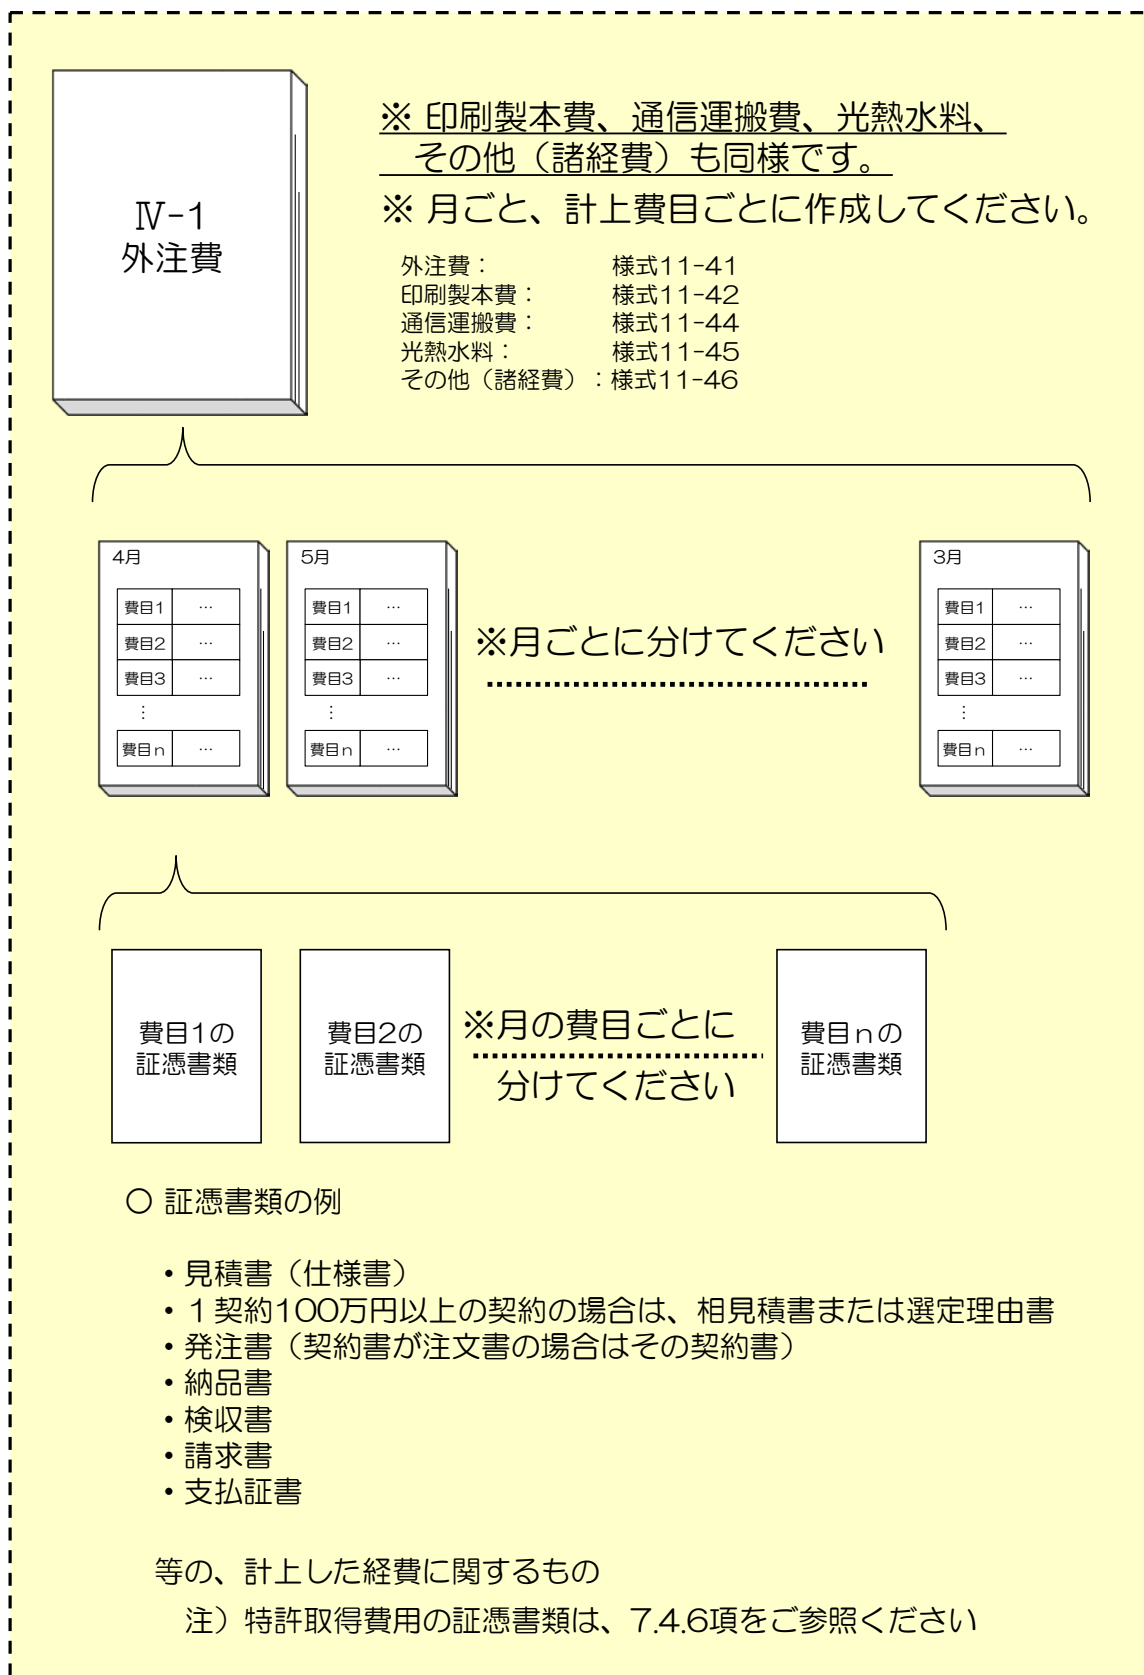 Ⅳ-1
外注費
※ 印刷製本費、通信運搬費、光熱水料、
その他（諸経費）も同様です。
※ 月ごと、計上費目ごとに作成してください。
外注費： 様式11-41
印刷製本費： 様式11-42
通信運搬費： 様式11-44
光熱水料： 様式11-45
その他（諸経費）：様式11-46
4月
費目1 …
費目2 …
費目3 …
⋮
費目n …
5月
費目1 …
費目2 …
費目3 …
⋮
費目n …
※月ごとに分けてください
3月
費目1 …
費目2 …
費目3 …
⋮
費目n …
費目1の
証憑書類
費目2の
証憑書類
※月の費目ごとに
分けてください
費目nの
証憑書類
○ 証憑書類の例
・見積書（仕様書）
・１契約100万円以上の契約の場合は、相見積書または選定理由書
・発注書（契約書が注文書の場合はその契約書）
・納品書
・検収書
・請求書
・支払証書
等の、計上した経費に関するもの
注）特許取得費用の証憑書類は、7.4.6項をご参照ください